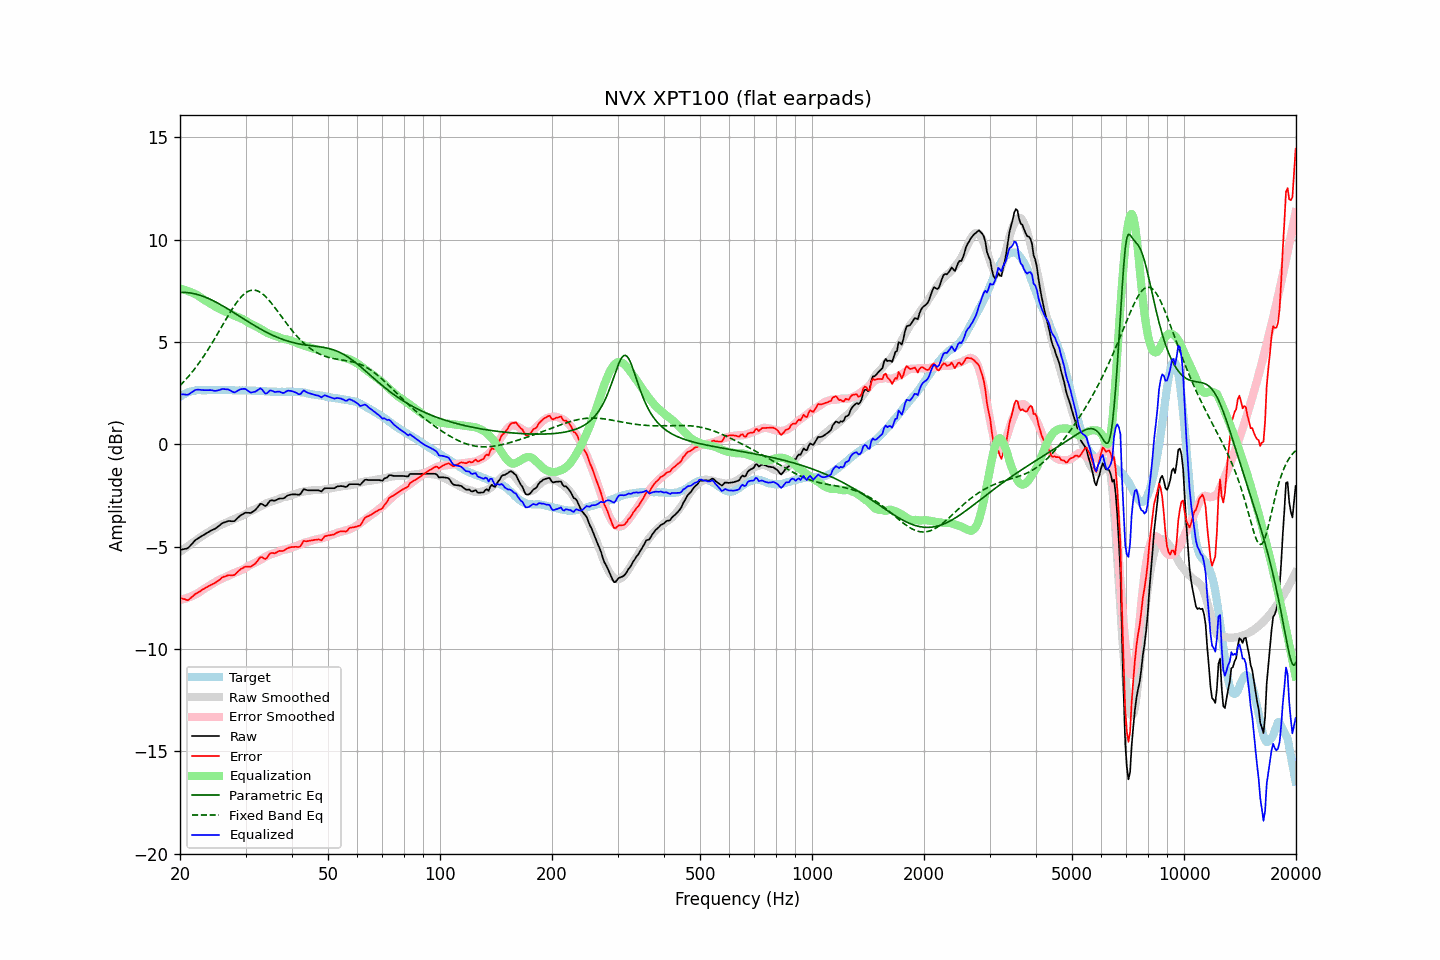 NVX XPT100 (flat earpads)
Amplitude (dBr)
15
10
5
0
−5
−10
−15
−20
Target
Raw Smoothed
Error Smoothed
Raw
Error
Equalization
Parametric Eq
Fixed Band Eq
Equalized
20 50 100 200 500 1000 2000 5000 10000 20000
Frequency (Hz)